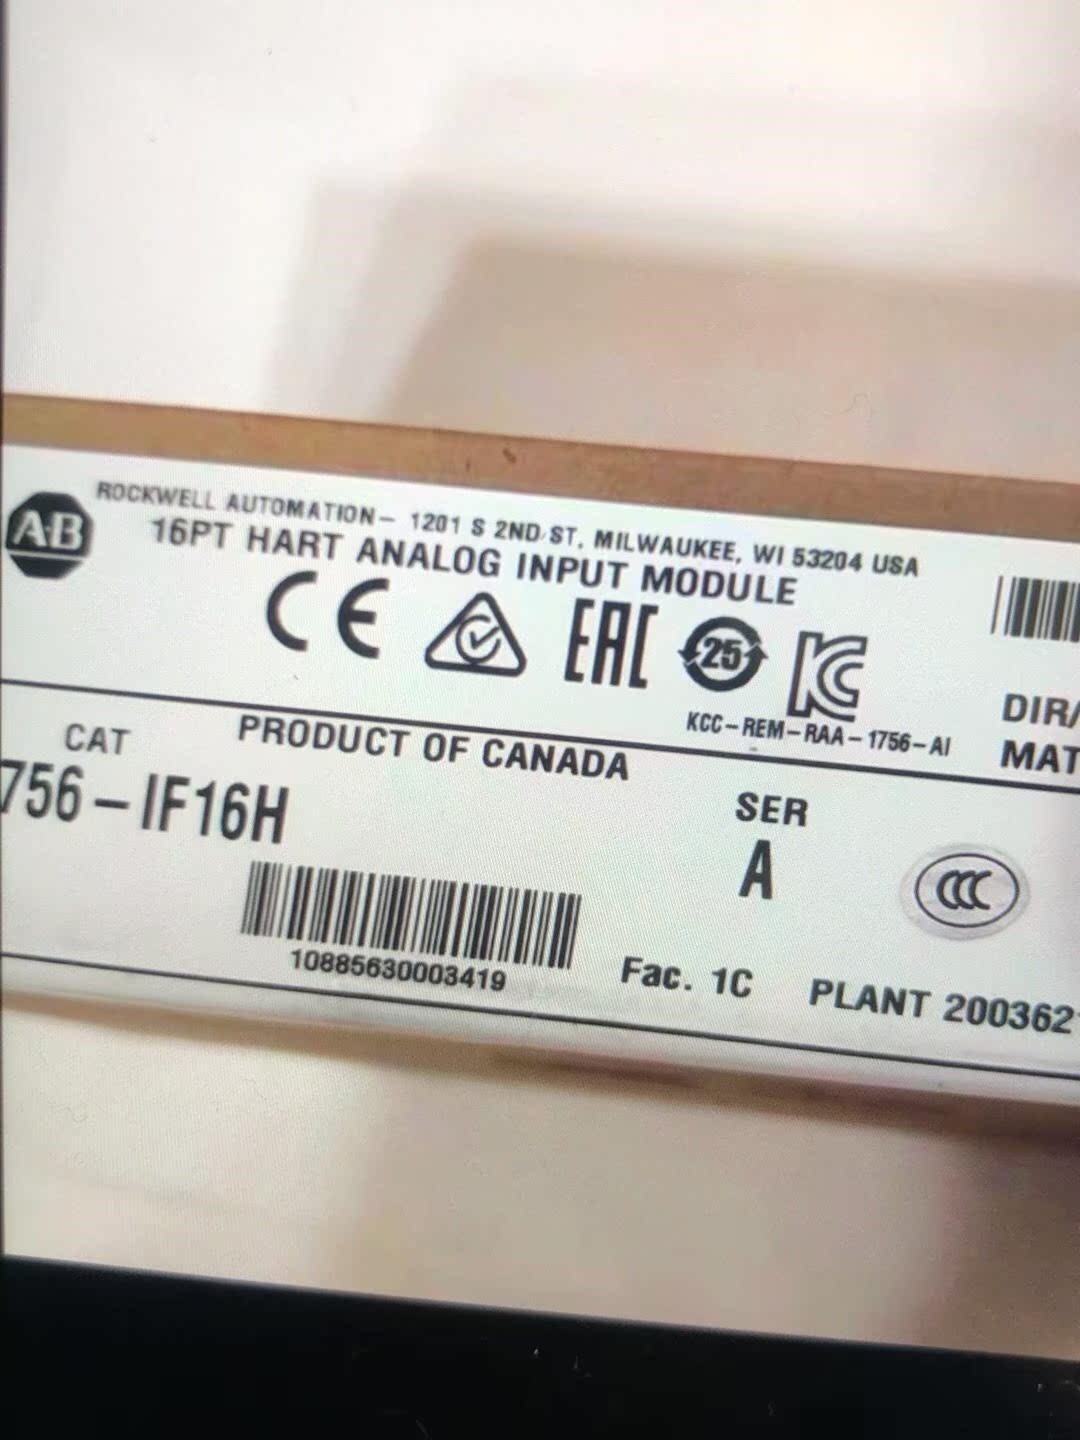 A·B
ROCKWELL AUTOMATION – 1201 S 2ND ST, MILWAUKEE, WI 53204 USA
16PT HART ANALOG INPUT MODULE
CE
EAC
25
KC
KCC-REM-RAA-1756-AI
DIR/
MAT
CAT
PRODUCT OF CANADA
756-IF16H
SER
A
CCC
10885630003419
Fac. 1C
PLANT 200362